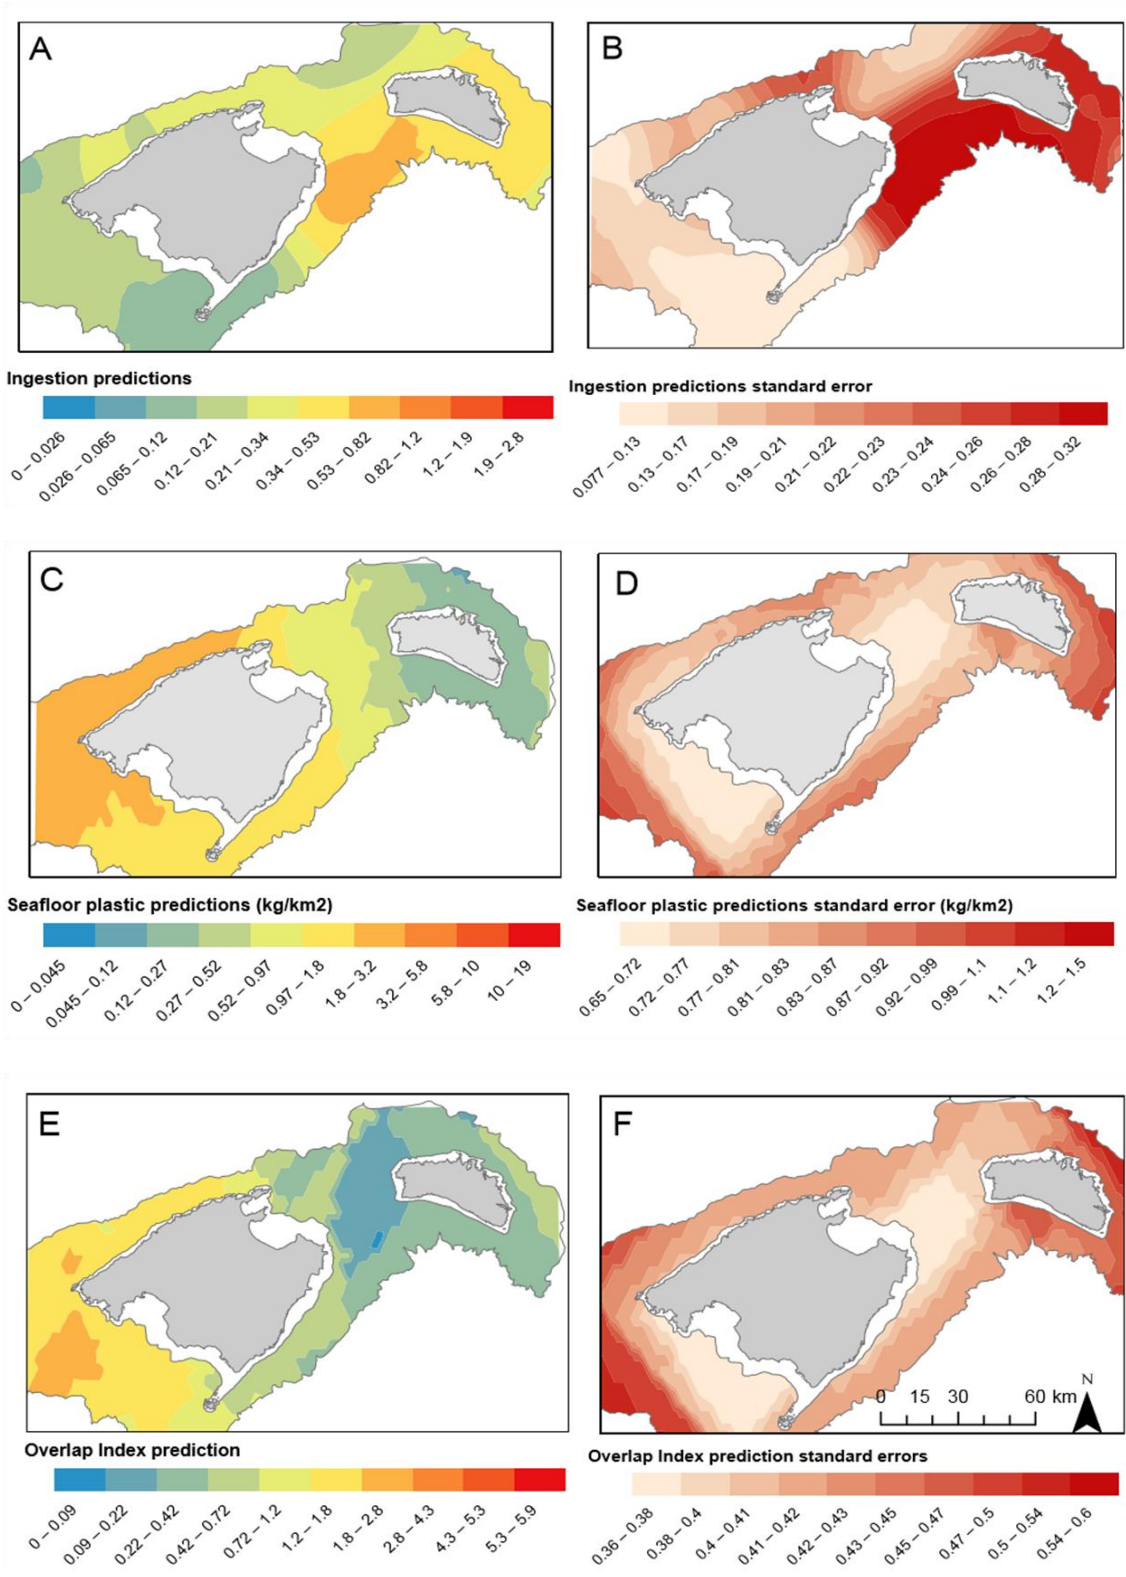 A
B
Ingestion predictions
0 – 0.026
0.026 – 0.065
0.065 – 0.12
0.12 – 0.21
0.21 – 0.34
0.34 – 0.53
0.53 – 0.82
0.82 – 1.2
1.2 – 1.9
1.9 – 2.8
Ingestion predictions standard error
0.077 – 0.13
0.13 – 0.17
0.17 – 0.19
0.19 – 0.21
0.21 – 0.22
0.22 – 0.23
0.23 – 0.24
0.24 – 0.26
0.26 – 0.28
0.28 – 0.32
C
D
Seafloor plastic predictions (kg/km2)
0 – 0.045
0.045 – 0.12
0.12 – 0.27
0.27 – 0.52
0.52 – 0.97
0.97 – 1.8
1.8 – 3.2
3.2 – 5.8
5.8 – 10
10 – 19
Seafloor plastic predictions standard error (kg/km2)
0.65 – 0.72
0.72 – 0.77
0.77 – 0.81
0.81 – 0.83
0.83 – 0.87
0.87 – 0.92
0.92 – 0.99
0.99 – 1.1
1.1 – 1.2
1.2 – 1.5
E
F
N
0 15 30 60 km
Overlap Index prediction
0 – 0.09
0.09 – 0.22
0.22 – 0.42
0.42 – 0.72
0.72 – 1.2
1.2 – 1.8
1.8 – 2.8
2.8 – 4.3
4.3 – 5.3
5.3 – 5.9
Overlap Index prediction standard errors
0.36 – 0.38
0.38 – 0.4
0.4 – 0.41
0.41 – 0.42
0.42 – 0.43
0.43 – 0.45
0.45 – 0.47
0.47 – 0.5
0.5 – 0.54
0.54 – 0.6